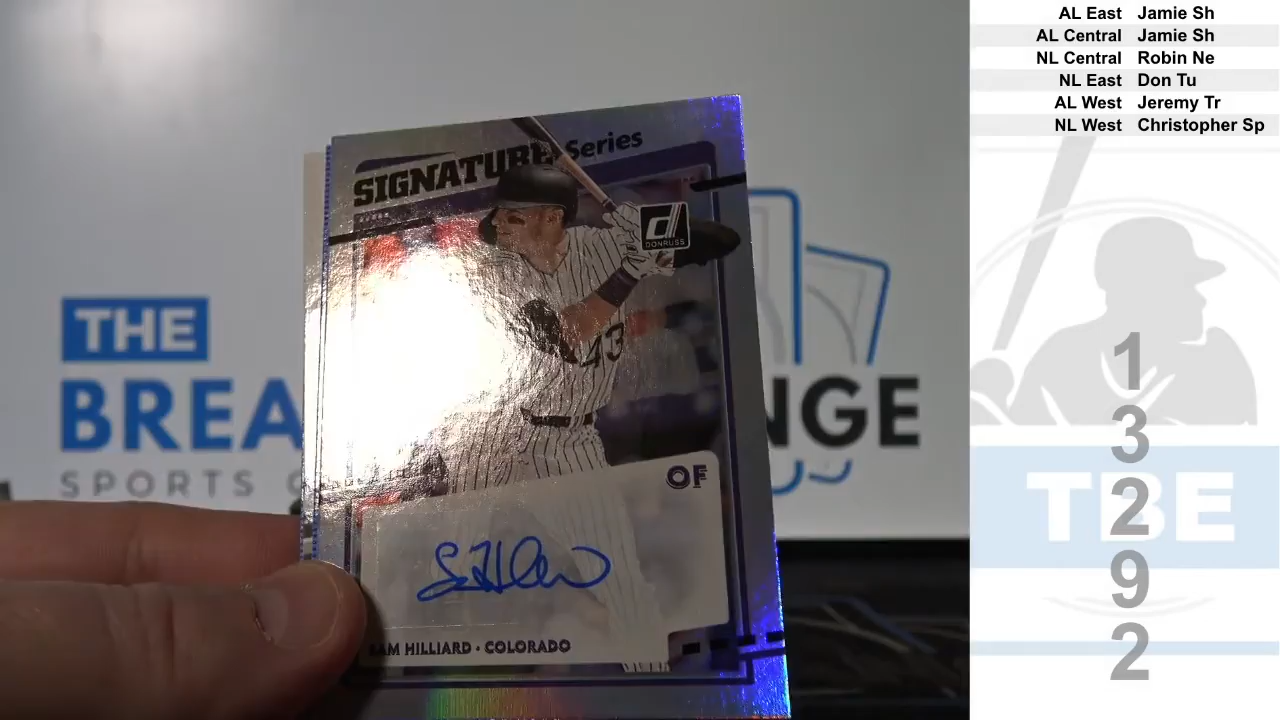 AL East Jamie Sh
AL Central Jamie Sh
NL Central Robin Ne
NL East Don Tu
AL West Jeremy Tr
NL West Christopher Sp
SIGNATURE Series
d
DONRUSS
43
THE
BREA
NGE
SPORTS
OF
SAM HILLIARD • COLORADO
TBE
1
3
2
9
2